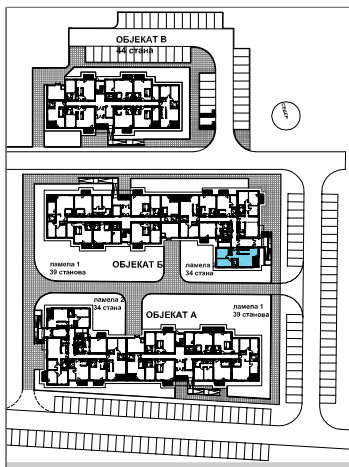 ОБЈЕКАТ В
44 стана
СЕВЕР
ламела 1
39 станова
ОБЈЕКАТ Б
ламела
34 стана
ламела 2
34 стана
ОБЈЕКАТ А
ламела 1
39 станова